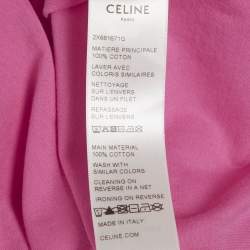 CELINE
PARIS
2X681671Q
MATIÈRE PRINCIPALE
100% COTON
LAVER AVEC
COLORIS SIMILAIRES
NETTOYAGE
SUR L'ENVERS
DANS UN FILET
REPASSAGE
SUR L'ENVERS
MAIN MATERIAL
100% COTTON
WASH WITH
SIMILAR COLORS
CLEANING ON
REVERSE IN A NET
IRONING ON REVERSE
MADE IN ITALY
CELINE.COM